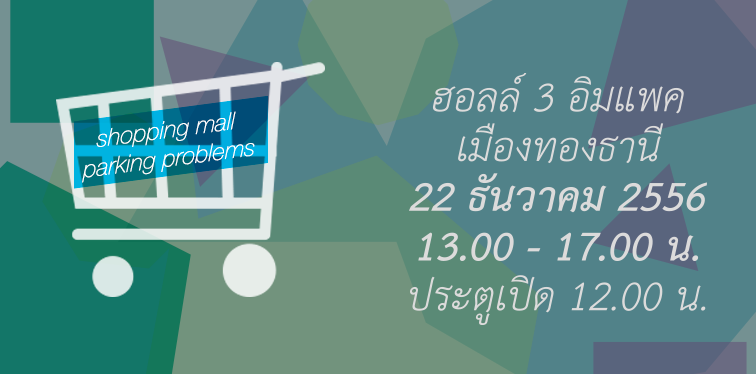 shopping mall
parking problems
ฮอลล์ 3 อิมแพค
เมืองทองธานี
22 ธันวาคม 2556
13.00 - 17.00 น.
ประตูเปิด 12.00 น.